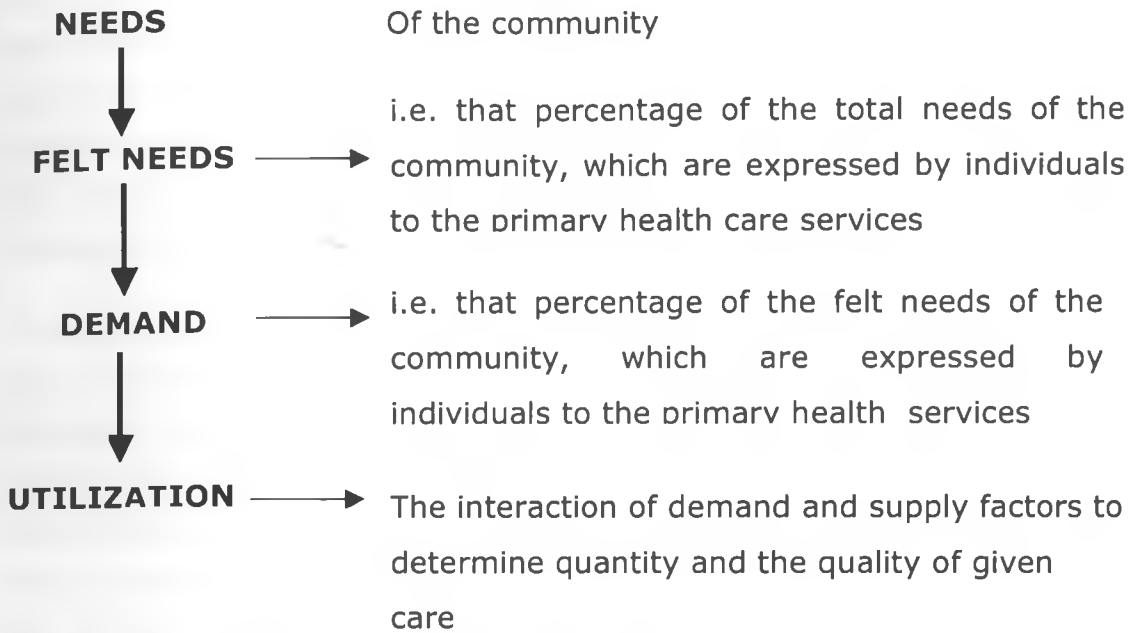 NEEDS Of the community
i.e. that percentage of the total needs of the
FELT NEEDS community, which are expressed by individuals
to the primary health care services
i.e. that percentage of the felt needs of the
DEMAND
community, which are expressed by
individuals to the primary health services
UTILIZATION The interaction of demand and supply factors to
determine quantity and the quality of given
care